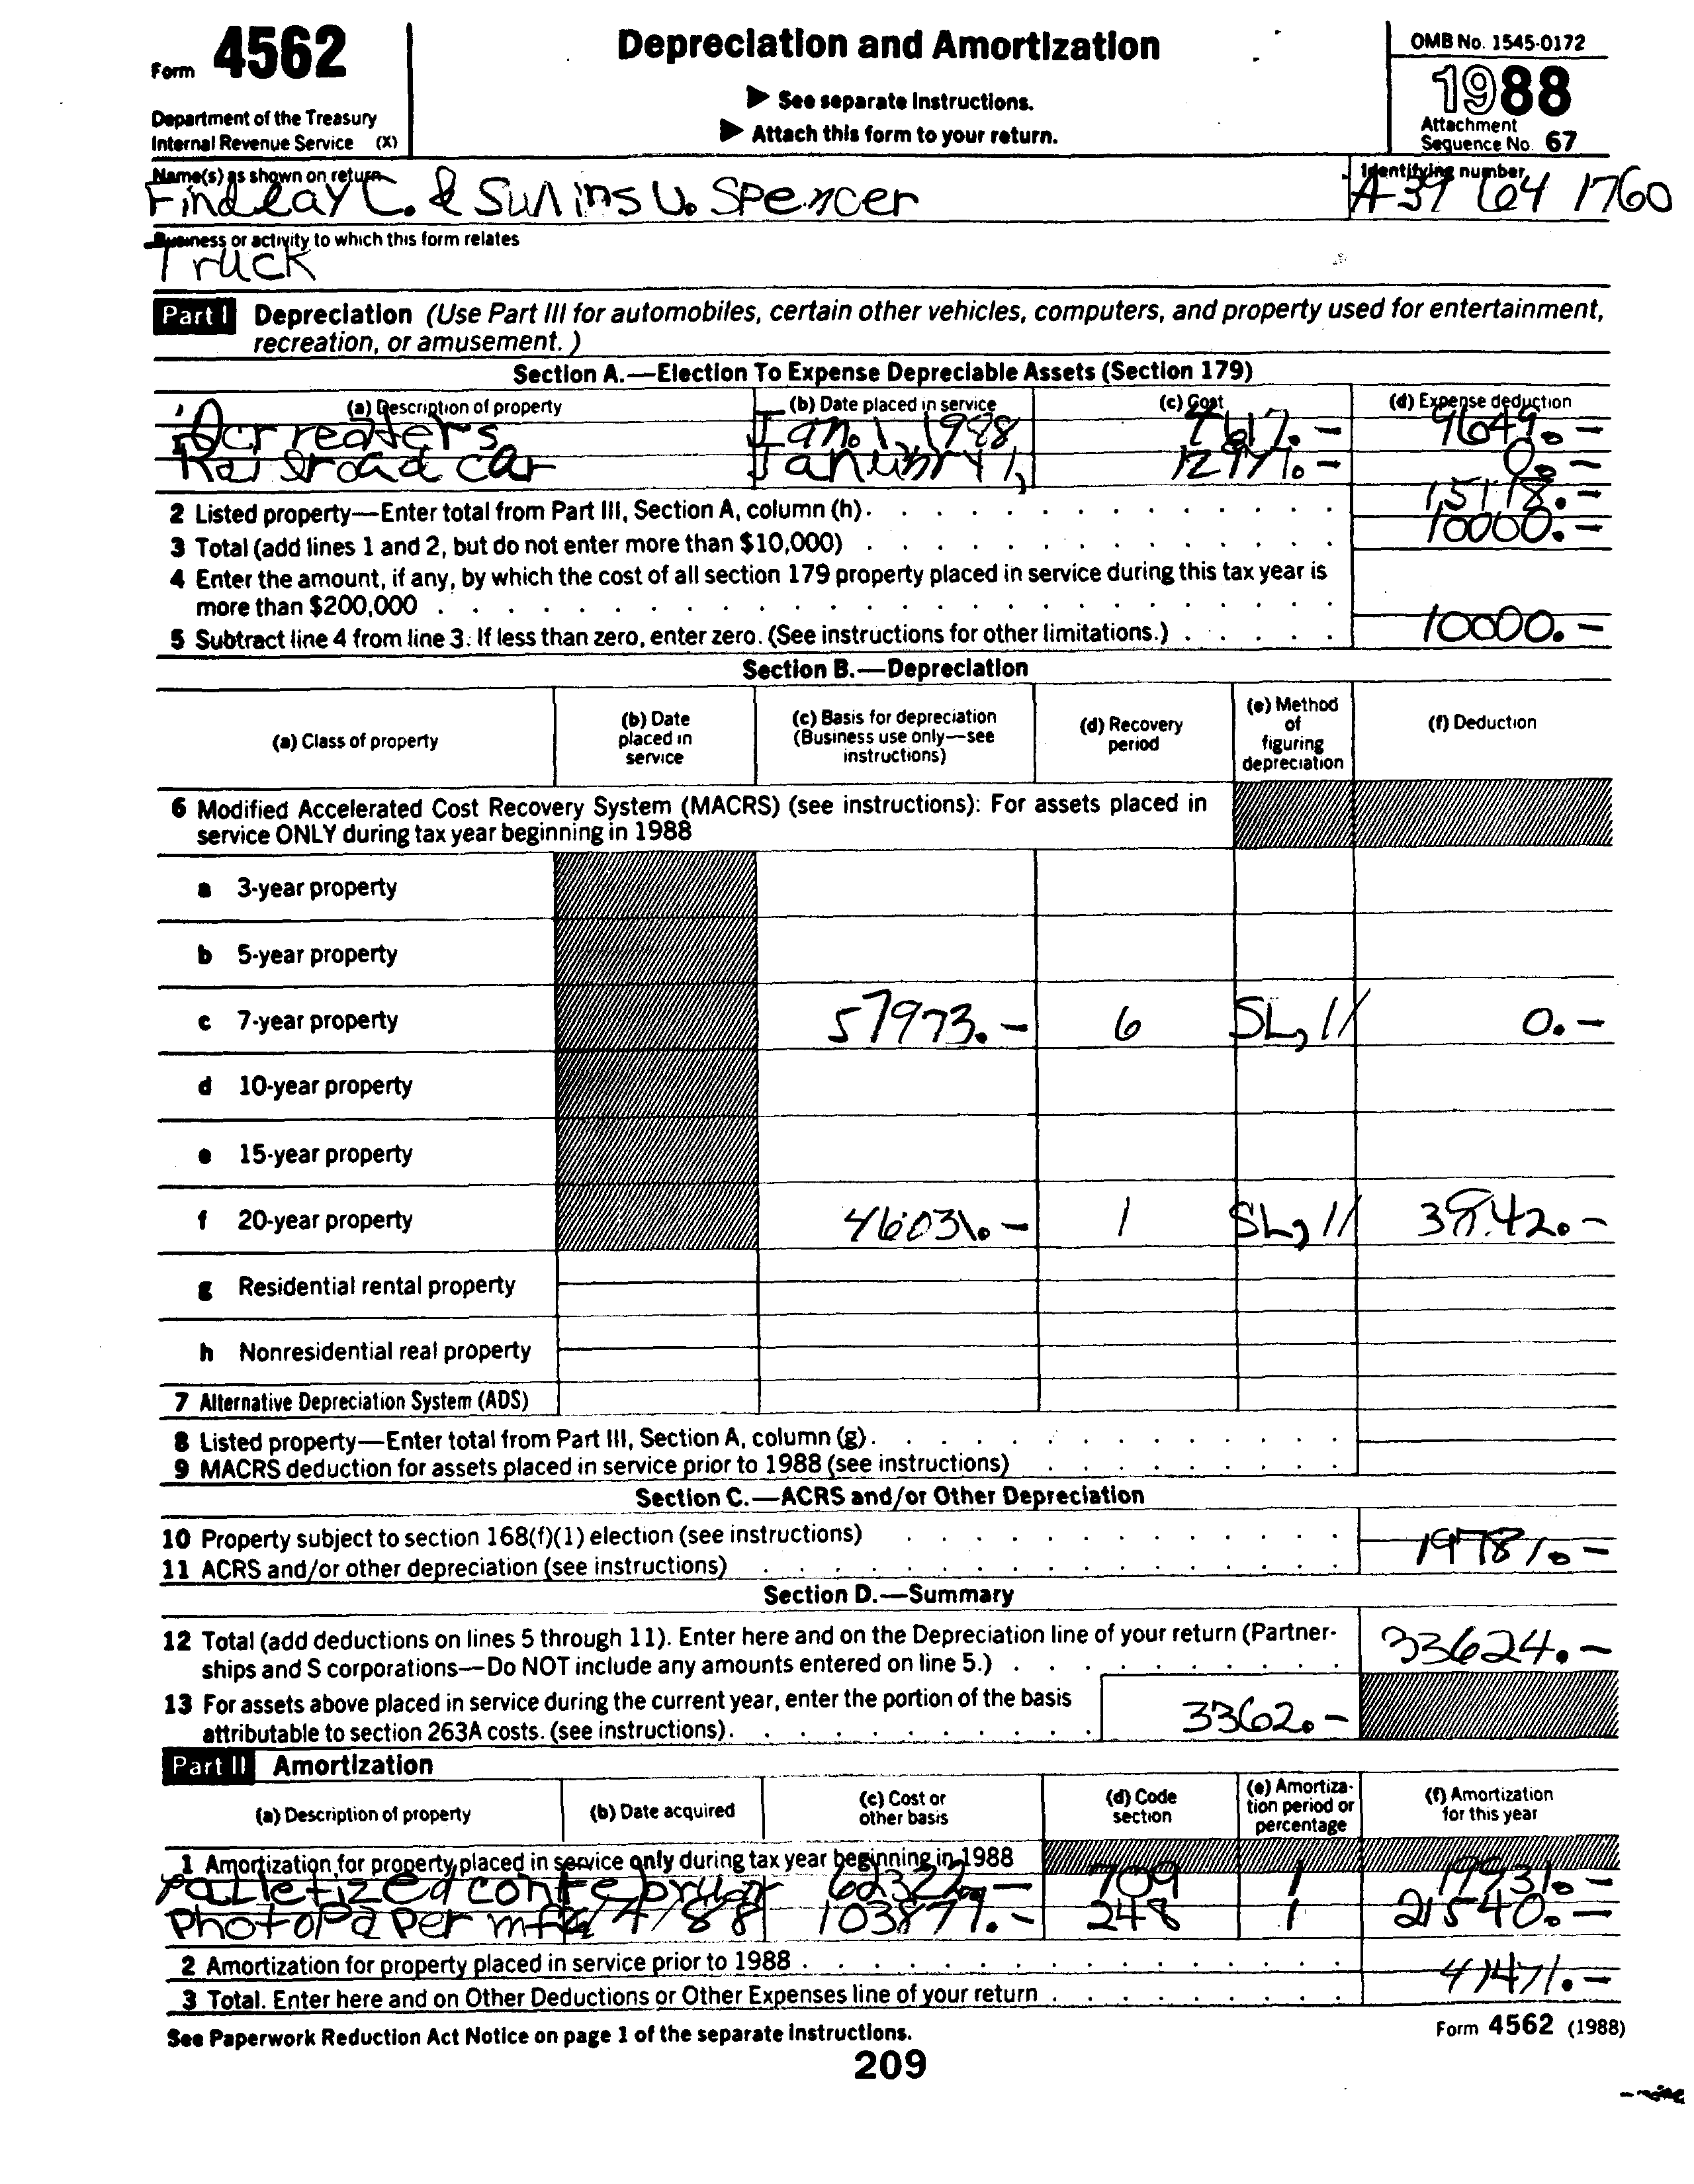 Form 4562
Depreciation and Amortization
OMB No. 1545-0172
1988
Department of the Treasury
Internal Revenue Service (X)
▶ See separate Instructions.
▶ Attach this form to your return.
Attachment
Sequence No. 67
Name(s) as shown on return
Identifying number
Findlay C. & U. Spencer
A-39 604 1760
Business or activity to which this form relates
Truck
Part I Depreciation (Use Part III for automobiles, certain other vehicles, computers, and property used for entertainment,
recreation, or amusement.)
Section A.—Election To Expense Depreciable Assets (Section 179)
(a) Description of property (b) Date placed in service (c) Cost (d) Expense deduction
Ocr readers Jan. 1, 1988 7617.- 9649.-
Railroad car January 1, 0.-
2 Listed property—Enter total from Part III, Section A, column (h). 15118.-
3 Total (add lines 1 and 2, but do not enter more than $10,000) 10000.-
4 Enter the amount, if any, by which the cost of all section 179 property placed in service during this tax year is
more than $200,000
5 Subtract line 4 from line 3. If less than zero, enter zero. (See instructions for other limitations.) 10000.-
Section B.—Depreciation
(a) Class of property
(b) Date placed in service
(c) Basis for depreciation (Business use only—see instructions)
(d) Recovery period
(e) Method of figuring depreciation
(f) Deduction
6 Modified Accelerated Cost Recovery System (MACRS) (see instructions): For assets placed in
service ONLY during tax year beginning in 1988
a 3-year property
b 5-year property
c 7-year property 57973.- 6 SL, 11 0.-
d 10-year property
e 15-year property
f 20-year property 46031.- 1 SL, 11
g Residential rental property
h Nonresidential real property
7 Alternative Depreciation System (ADS)
8 Listed property—Enter total from Part III, Section A, column (g).
9 MACRS deduction for assets placed in service prior to 1988 (see instructions)
Section C.—ACRS and/or Other Depreciation
10 Property subject to section 168(f)(1) election (see instructions)
11 ACRS and/or other depreciation (see instructions) 19781.-
Section D.—Summary
12 Total (add deductions on lines 5 through 11). Enter here and on the Depreciation line of your return (Partner-
ships and S corporations—Do NOT include any amounts entered on line 5.) 33624.-
13 For assets above placed in service during the current year, enter the portion of the basis
attributable to section 263A costs. (see instructions). 3362.-
Part II Amortization
(a) Description of property
(b) Date acquired
(c) Cost or other basis
(d) Code section
(e) Amortization period or percentage
(f) Amortization for this year
1 Amortization for property placed in service only during tax year beginning in 1988
Palletized cont 62322.- 709 1 19931.-
Photopaper mfg 4/88 103877.- 248 1 21540.-
2 Amortization for property placed in service prior to 1988
3 Total. Enter here and on Other Deductions or Other Expenses line of your return 41471.-
See Paperwork Reduction Act Notice on page 1 of the separate instructions.
Form 4562 (1988)
209